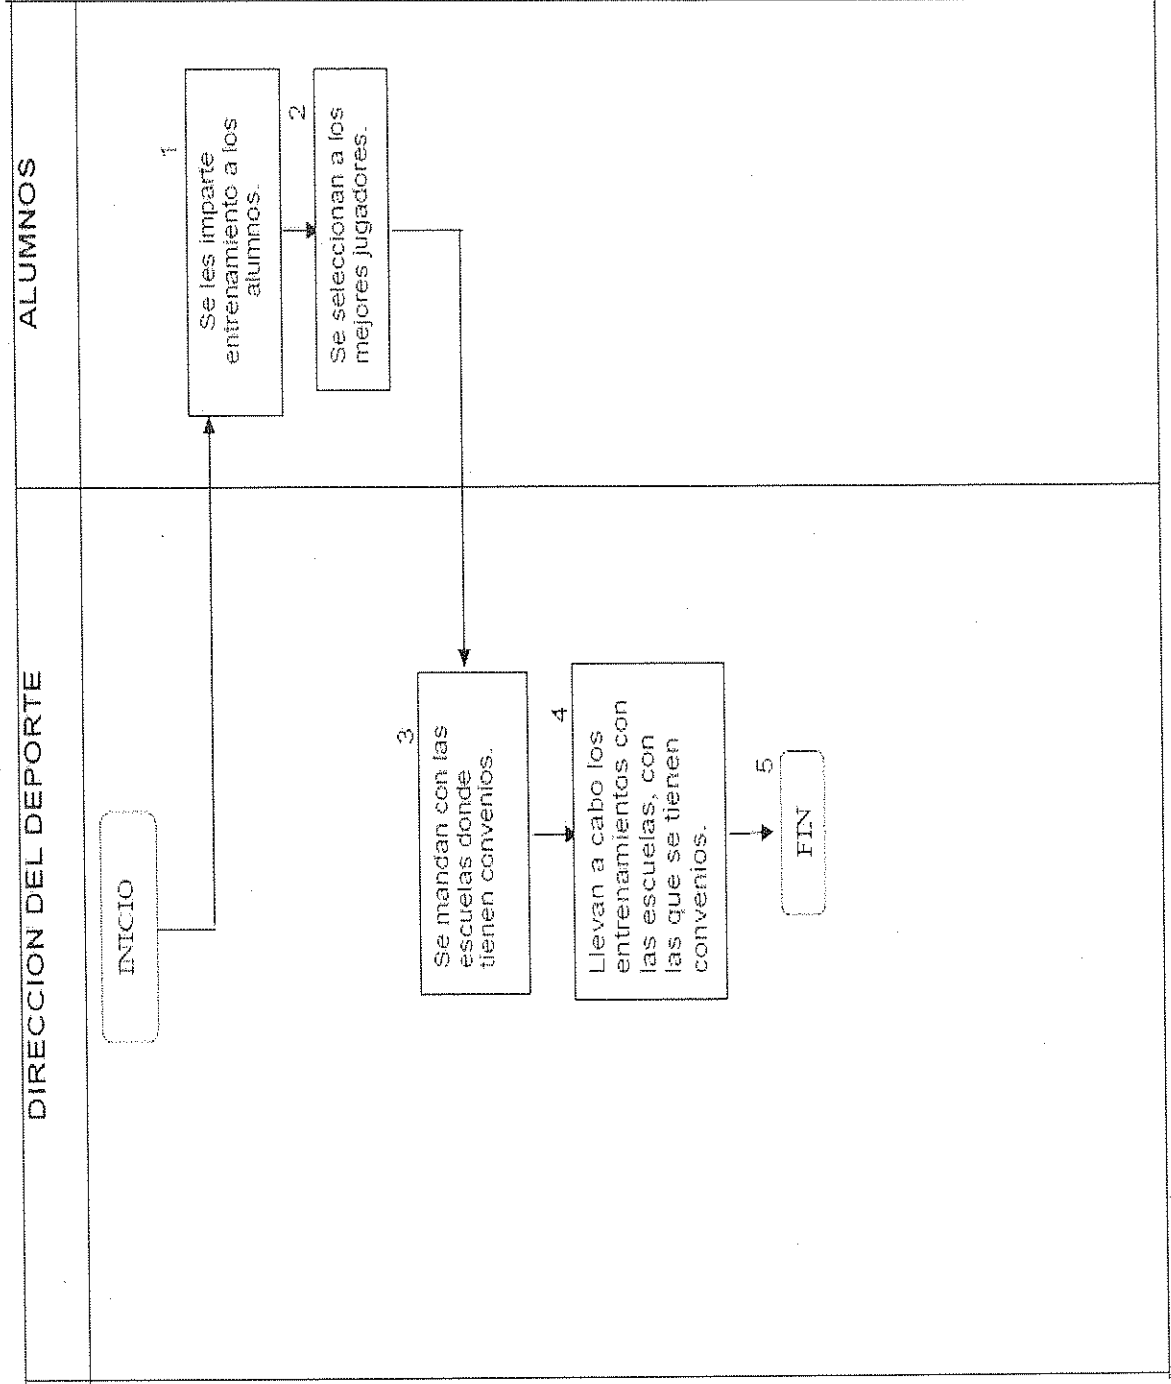 DIRECCION DEL DEPORTE
ALUMNOS
INICIO
1
Se les imparte
entrenamiento a los
alumnos.
2
Se seleccionan a los
mejores jugadores.
3
Se mandan con las
escuelas donde
tienen convenios.
4
Llevan a cabo los
entrenamientos con
las escuelas, con
las que se tienen
convenios.
5
FIN